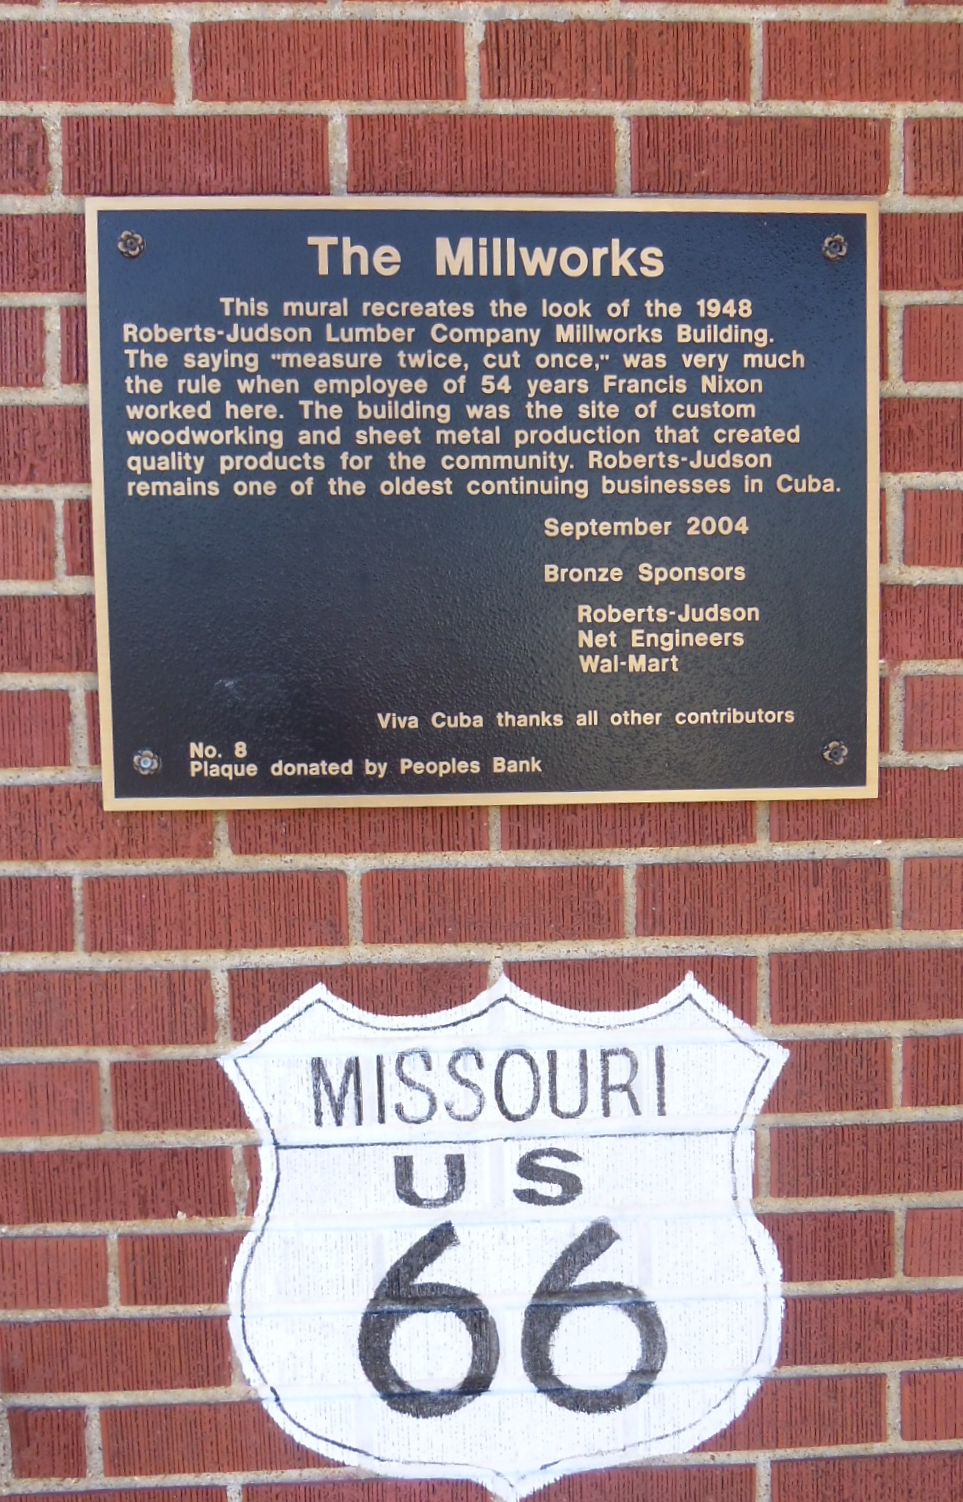 The Millworks
This mural recreates the look of the 1948
Roberts-Judson Lumber Company Millworks Building.
The saying "measure twice, cut once," was very much
the rule when employee of 54 years Francis Nixon
worked here. The building was the site of custom
woodworking and sheet metal production that created
quality products for the community. Roberts-Judson
remains one of the oldest continuing businesses in Cuba.
September 2004
Bronze Sponsors
Roberts-Judson
Net Engineers
Wal-Mart
Viva Cuba thanks all other contributors
No. 8
Plaque donated by Peoples Bank
MISSOURI
US
66